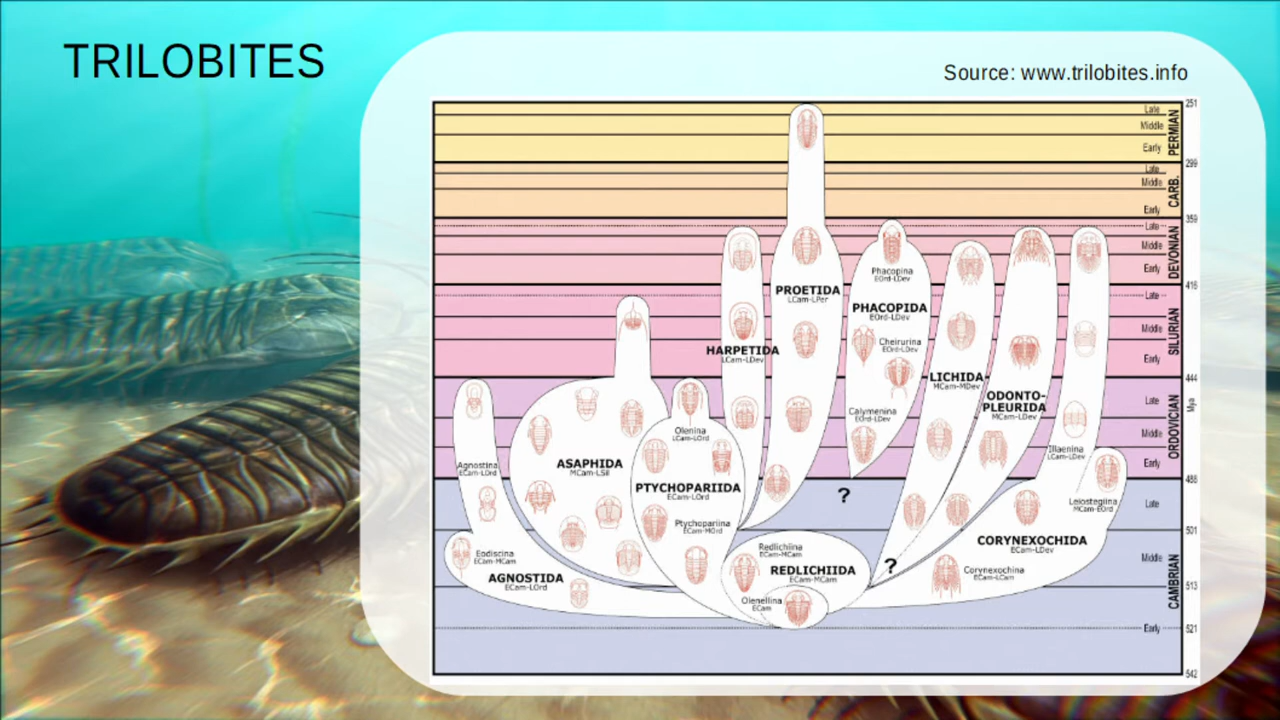 TRILOBITES
Source: www.trilobites.info
251
Late
Middle
Early
PERMIAN
299
Late
Middle
Early
CARB.
359
Late
Middle
Early
DEVONIAN
416
Late
Middle
Early
SILURIAN
444
Mya
Late
Middle
Early
ORDOVICIAN
488
Late
501
Middle
513
CAMBRIAN
Early
521
542
PROETIDA
LCam-LPer
Phacopina
EOrd-LDev
PHACOPIDA
EOrd-LDev
Cheirurina
EOrd-LDev
Calymenina
EOrd-LDev
HARPETIDA
LCam-LDev
LICHIDA
MCam-MDev
ODONTO-
PLEURIDA
MCam-LDev
Illaenina
LCam-LDev
Leiostegiina
MCam-EOrd
CORYNEXOCHIDA
ECam-LDev
Corynexochina
ECam-LCam
Agnostina
ECam-LOrd
ASAPHIDA
MCam-LSil
Olenina
LCam-LOrd
PTYCHOPARIIDA
ECam-LOrd
Ptychopariina
ECam-MOrd
Eodiscina
ECam-MCam
AGNOSTIDA
ECam-LOrd
Redlichiina
ECam-MCam
REDLICHIIDA
ECam-MCam
Olenellina
ECam
?
?